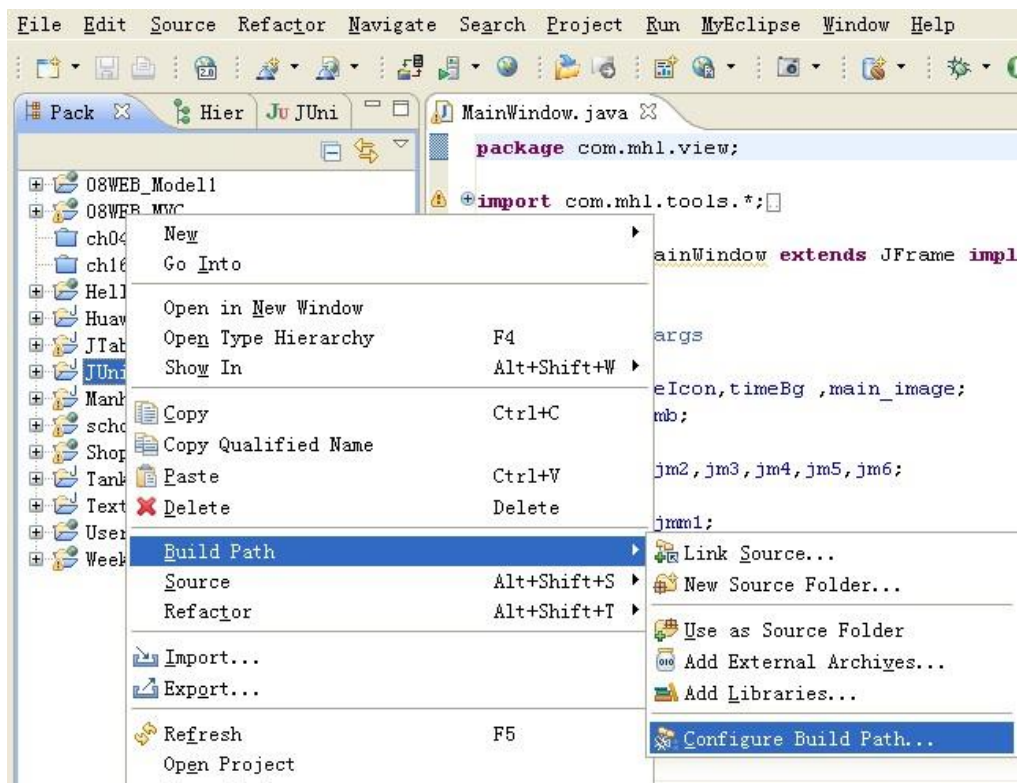 File Edit Source Refactor Navigate Search Project Run MyEclipse Window Help
Pack Hier JUni
MainWindow.java
package com.mhl.view;
import com.mhl.tools.*;
ainWindow extends JFrame impl
args
eIcon,timeBg ,main_image;
mb;
jm2,jm3,jm4,jm5,jm6;
jmm1;
08WEB_Model1
08WEB_MVC
ch04
ch16
Hell
Huaw
JTab
JUni
Manh
scho
Shop
Tank
Text
User
Week
New
Go Into
Open in New Window
Open Type Hierarchy F4
Show In Alt+Shift+W
Copy Ctrl+C
Copy Qualified Name
Paste Ctrl+V
Delete Delete
Build Path
Source Alt+Shift+S
Refactor Alt+Shift+T
Import...
Export...
Refresh F5
Open Project
Link Source...
New Source Folder...
Use as Source Folder
Add External Archives...
Add Libraries...
Configure Build Path...